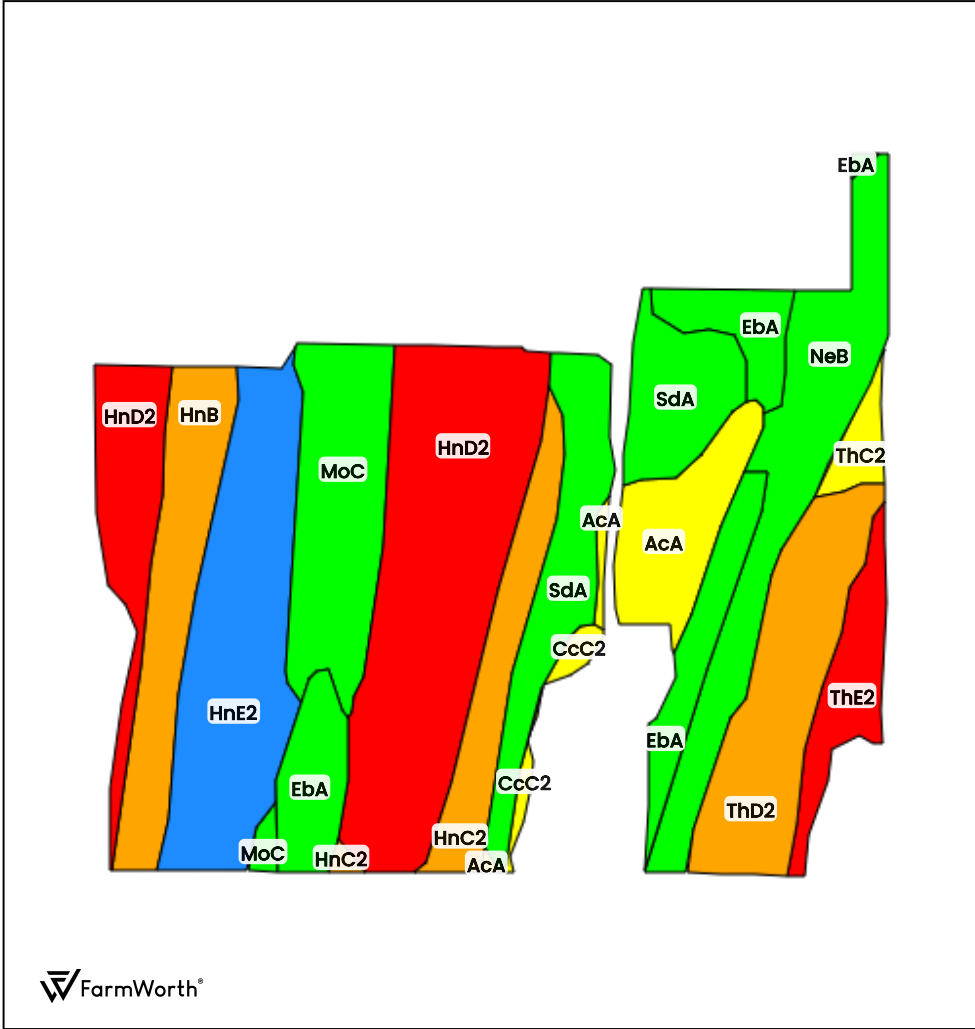 EbA
EbA
NeB
SdA
HnD2
HnB
HnD2
ThC2
MoC
AcA
AcA
SdA
CcC2
ThE2
HnE2
EbA
CcC2
EbA
ThD2
HnC2
MoC
HnC2
AcA
FarmWorth®